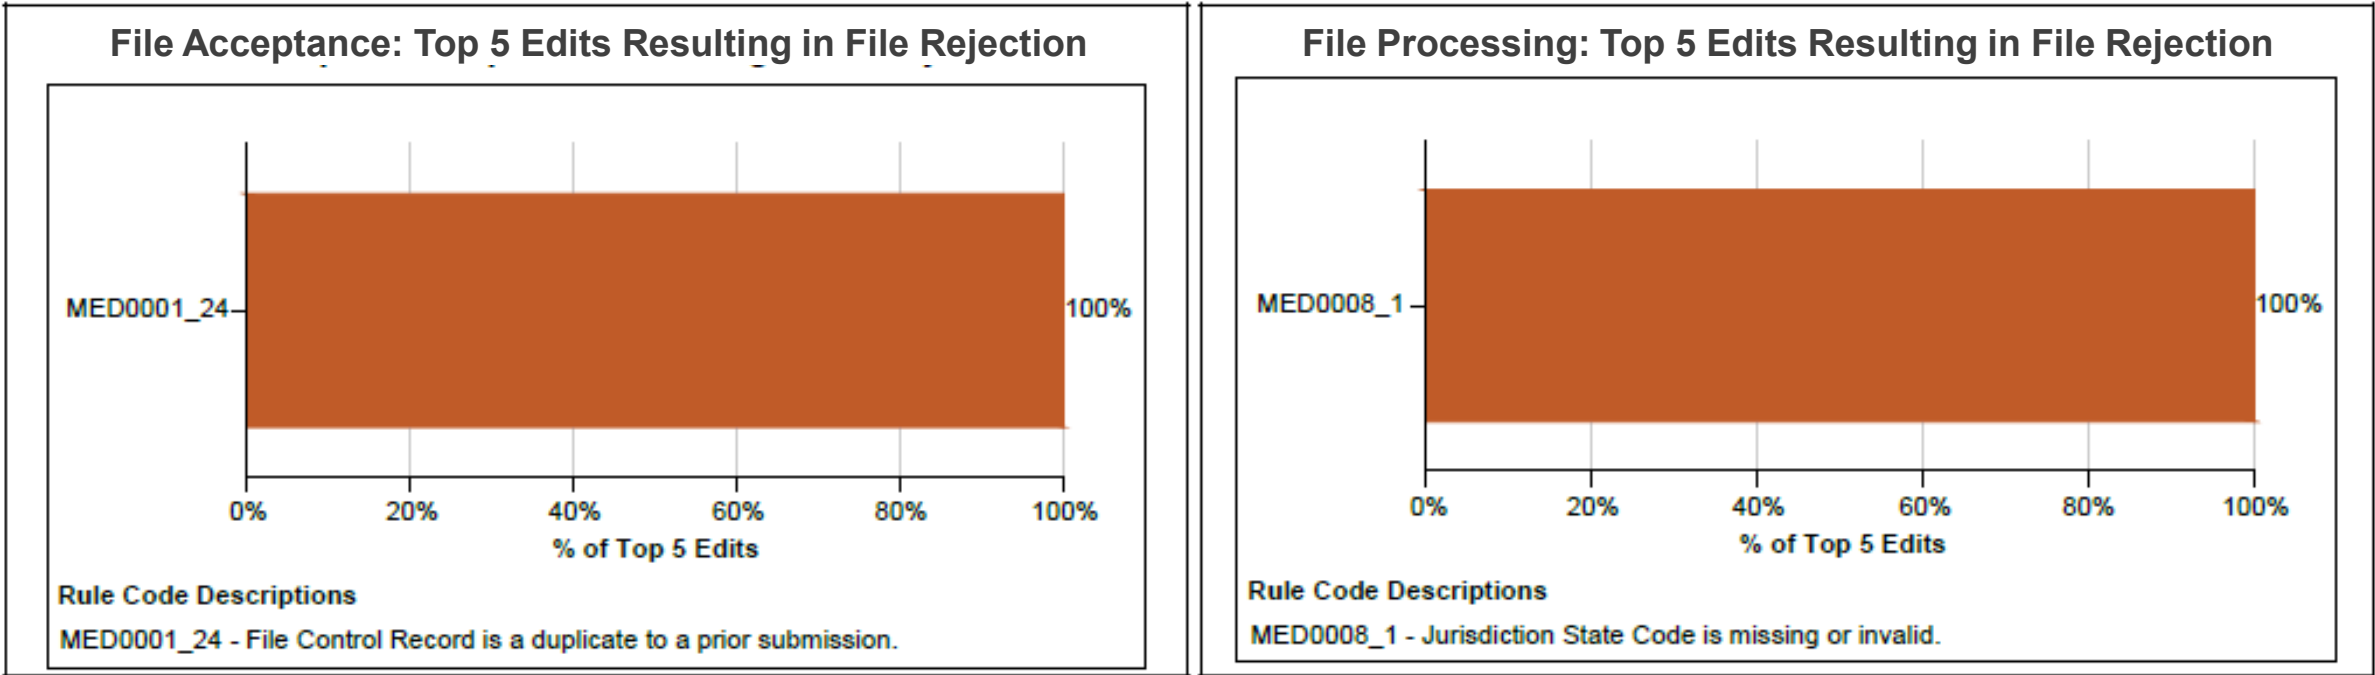 File Acceptance: Top 5 Edits Resulting in File Rejection
MED0001_24
100%
0% 20% 40% 60% 80% 100%
% of Top 5 Edits
Rule Code Descriptions
MED0001_24 - File Control Record is a duplicate to a prior submission.
File Processing: Top 5 Edits Resulting in File Rejection
MED0008_1
100%
0% 20% 40% 60% 80% 100%
% of Top 5 Edits
Rule Code Descriptions
MED0008_1 - Jurisdiction State Code is missing or invalid.